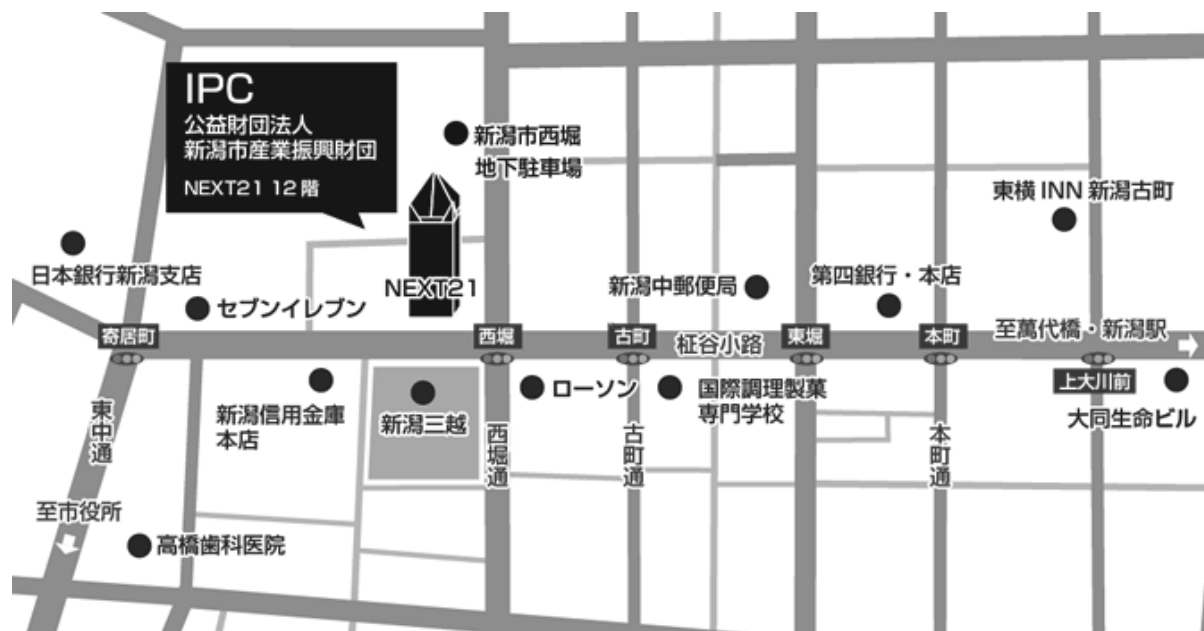 IPC
公益財団法人
新潟市産業振興財団
NEXT21 12階
新潟市西堀
地下駐車場
東横INN 新潟古町
日本銀行新潟支店
セブンイレブン
NEXT21
新潟中郵便局
第四銀行・本店
寄居町
西堀
古町
柾谷小路
東堀
本町
至萬代橋・新潟駅
上大川前
新潟信用金庫
本店
新潟三越
ローソン
国際調理製菓
専門学校
大同生命ビル
東中通
西堀通
古町通
本町通
至市役所
高橋歯科医院